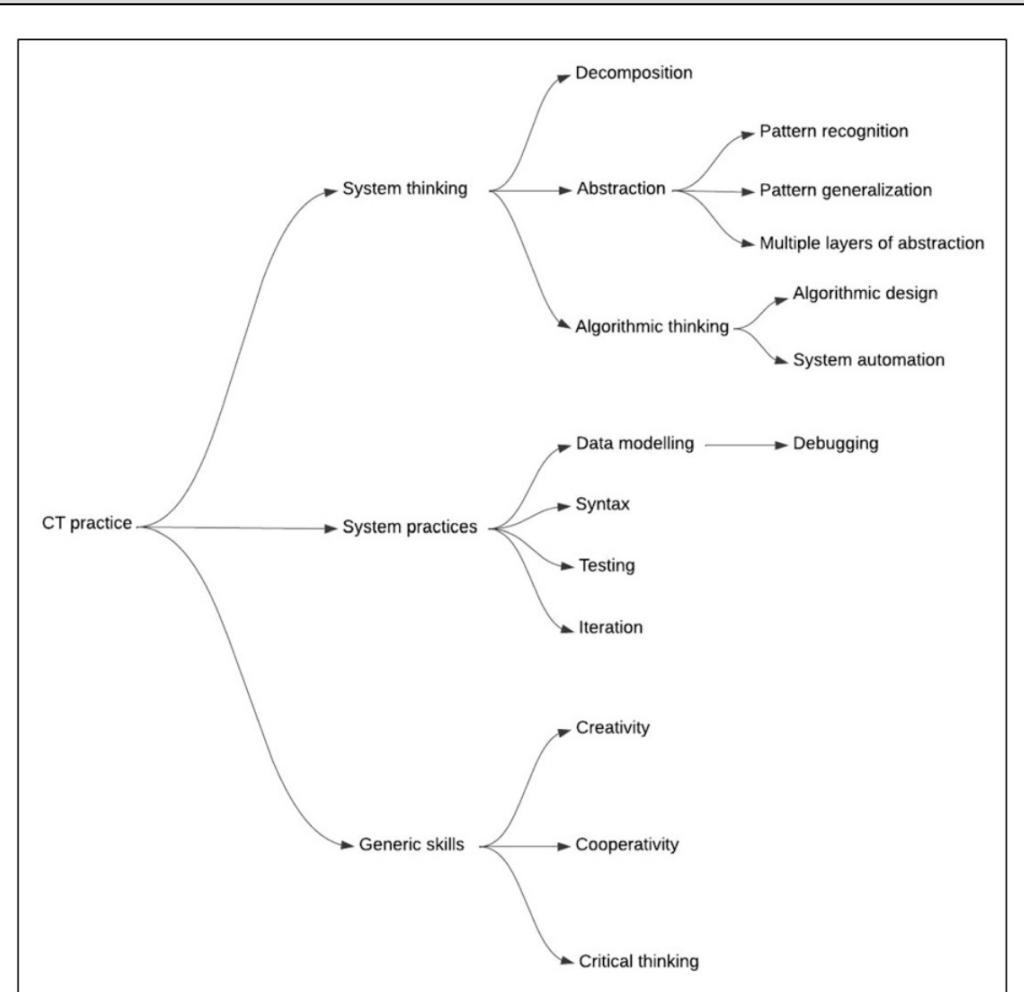 Decomposition
Pattern recognition
System thinking
Abstraction
Pattern generalization
Multiple layers of abstraction
Algorithmic design
Algorithmic thinking
System automation
Data modelling
Debugging
Syntax
CT practice
System practices
Testing
Iteration
Creativity
Generic skills
Cooperativity
Critical thinking